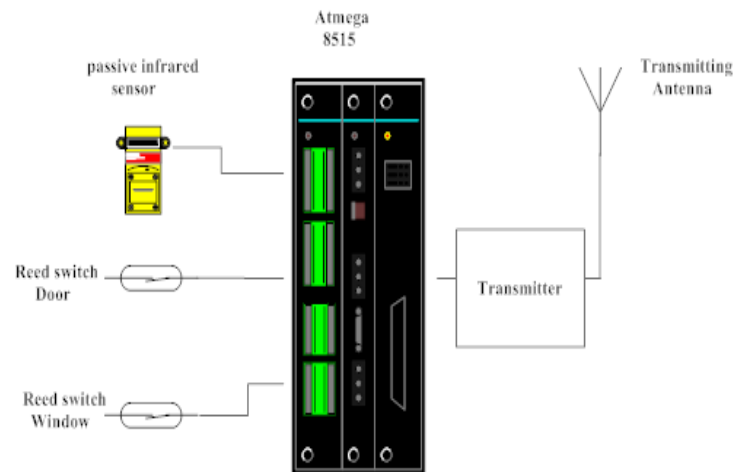 Atmega
8515
passive infrared
sensor
Transmitting
Antenna
Reed switch
Door
Transmitter
Reed switch
Window